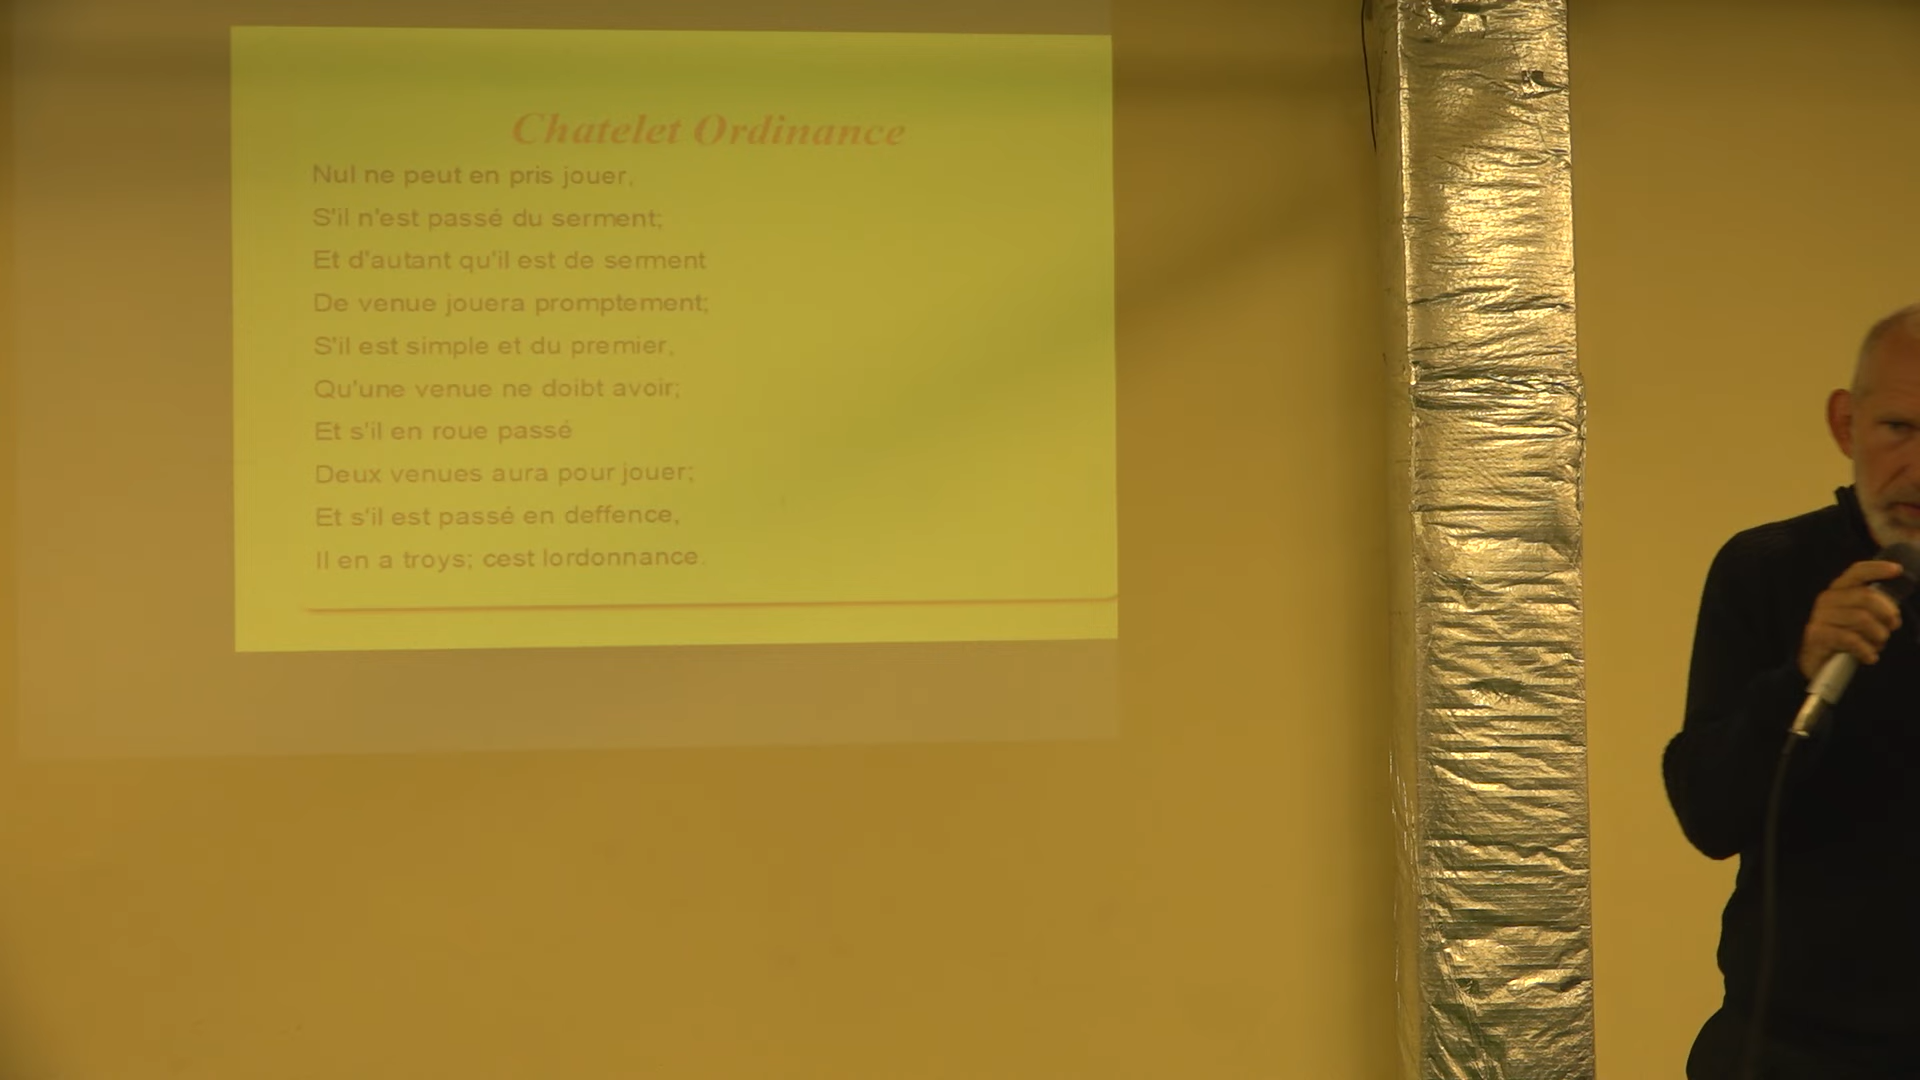 Chatelet Ordinance
Nul ne peut en pris jouer,
S'il n'est passé du serment;
Et d'autant qu'il est de serment
De venue jouera promptement;
S'il est simple et du premier,
Qu'une venue ne doibt avoir;
Et s'il en roue passé
Deux venues aura pour jouer;
Et s'il est passé en deffence,
Il en a troys; cest lordonnance.